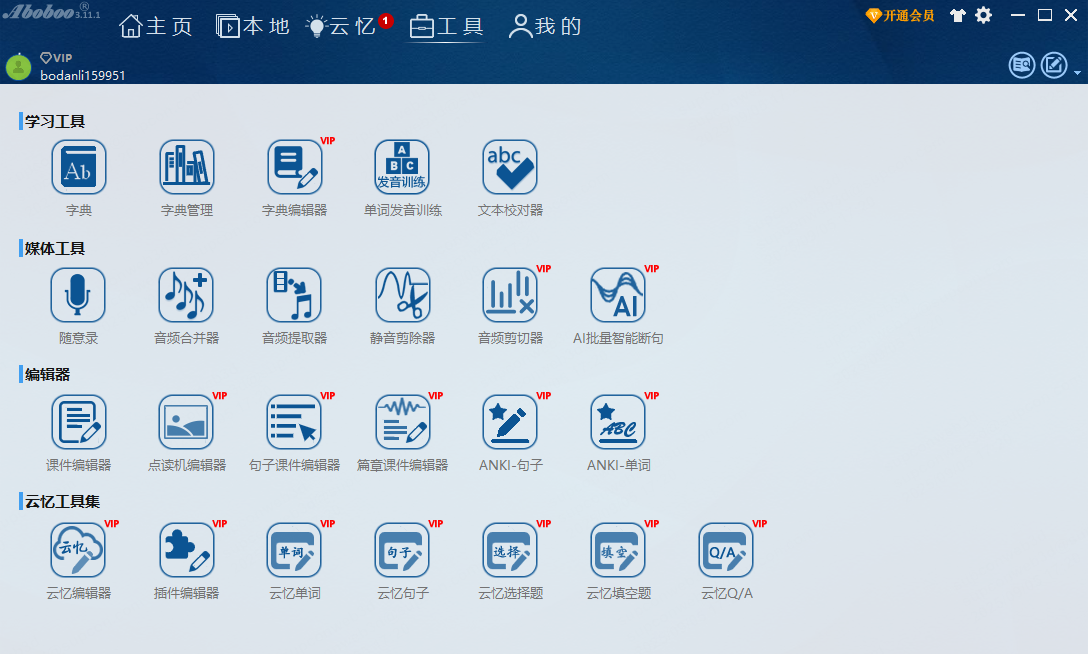 Aboboo® 3.11.1
主页 本地 云忆 1 工具 我的 开通会员
VIP
bodanli159951
学习工具
Ab VIP A B C 发音训练 abc
字典 字典管理 字典编辑器 单词发音训练 文本校对器
媒体工具
VIP AI VIP
随意录 音频合并器 音频提取器 静音剪除器 音频剪切器 AI批量智能断句
编辑器
VIP VIP VIP VIP ABC VIP
课件编辑器 点读机编辑器 句子课件编辑器 篇章课件编辑器 ANKI-句子 ANKI-单词
云忆工具集
云忆 VIP VIP 单词 VIP 句子 VIP 选择 VIP 填空 VIP Q/A VIP
云忆编辑器 插件编辑器 云忆单词 云忆句子 云忆选择题 云忆填空题 云忆Q/A